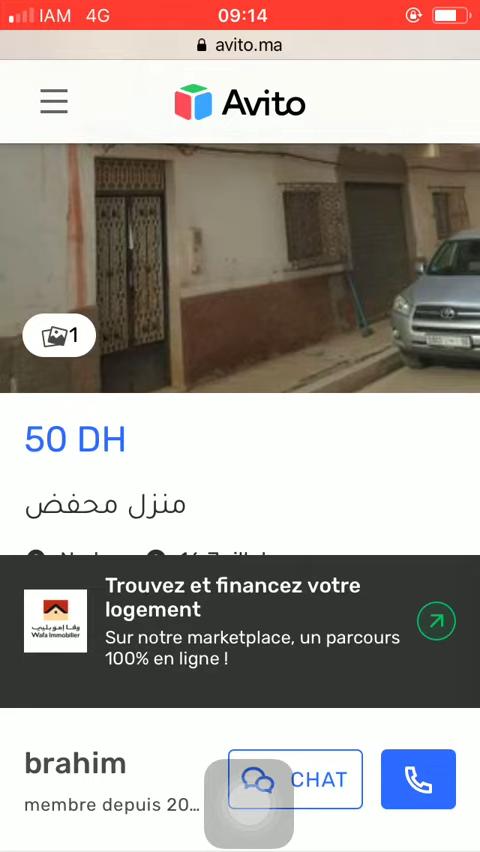 IAM 4G 09:14
avito.ma
Avito
1
50 DH
منزل محفض
Trouvez et financez votre
logement
وفا إموبيليي
Wafa Immobilier
Sur notre marketplace, un parcours
100% en ligne !
brahim
CHAT
membre depuis 20...